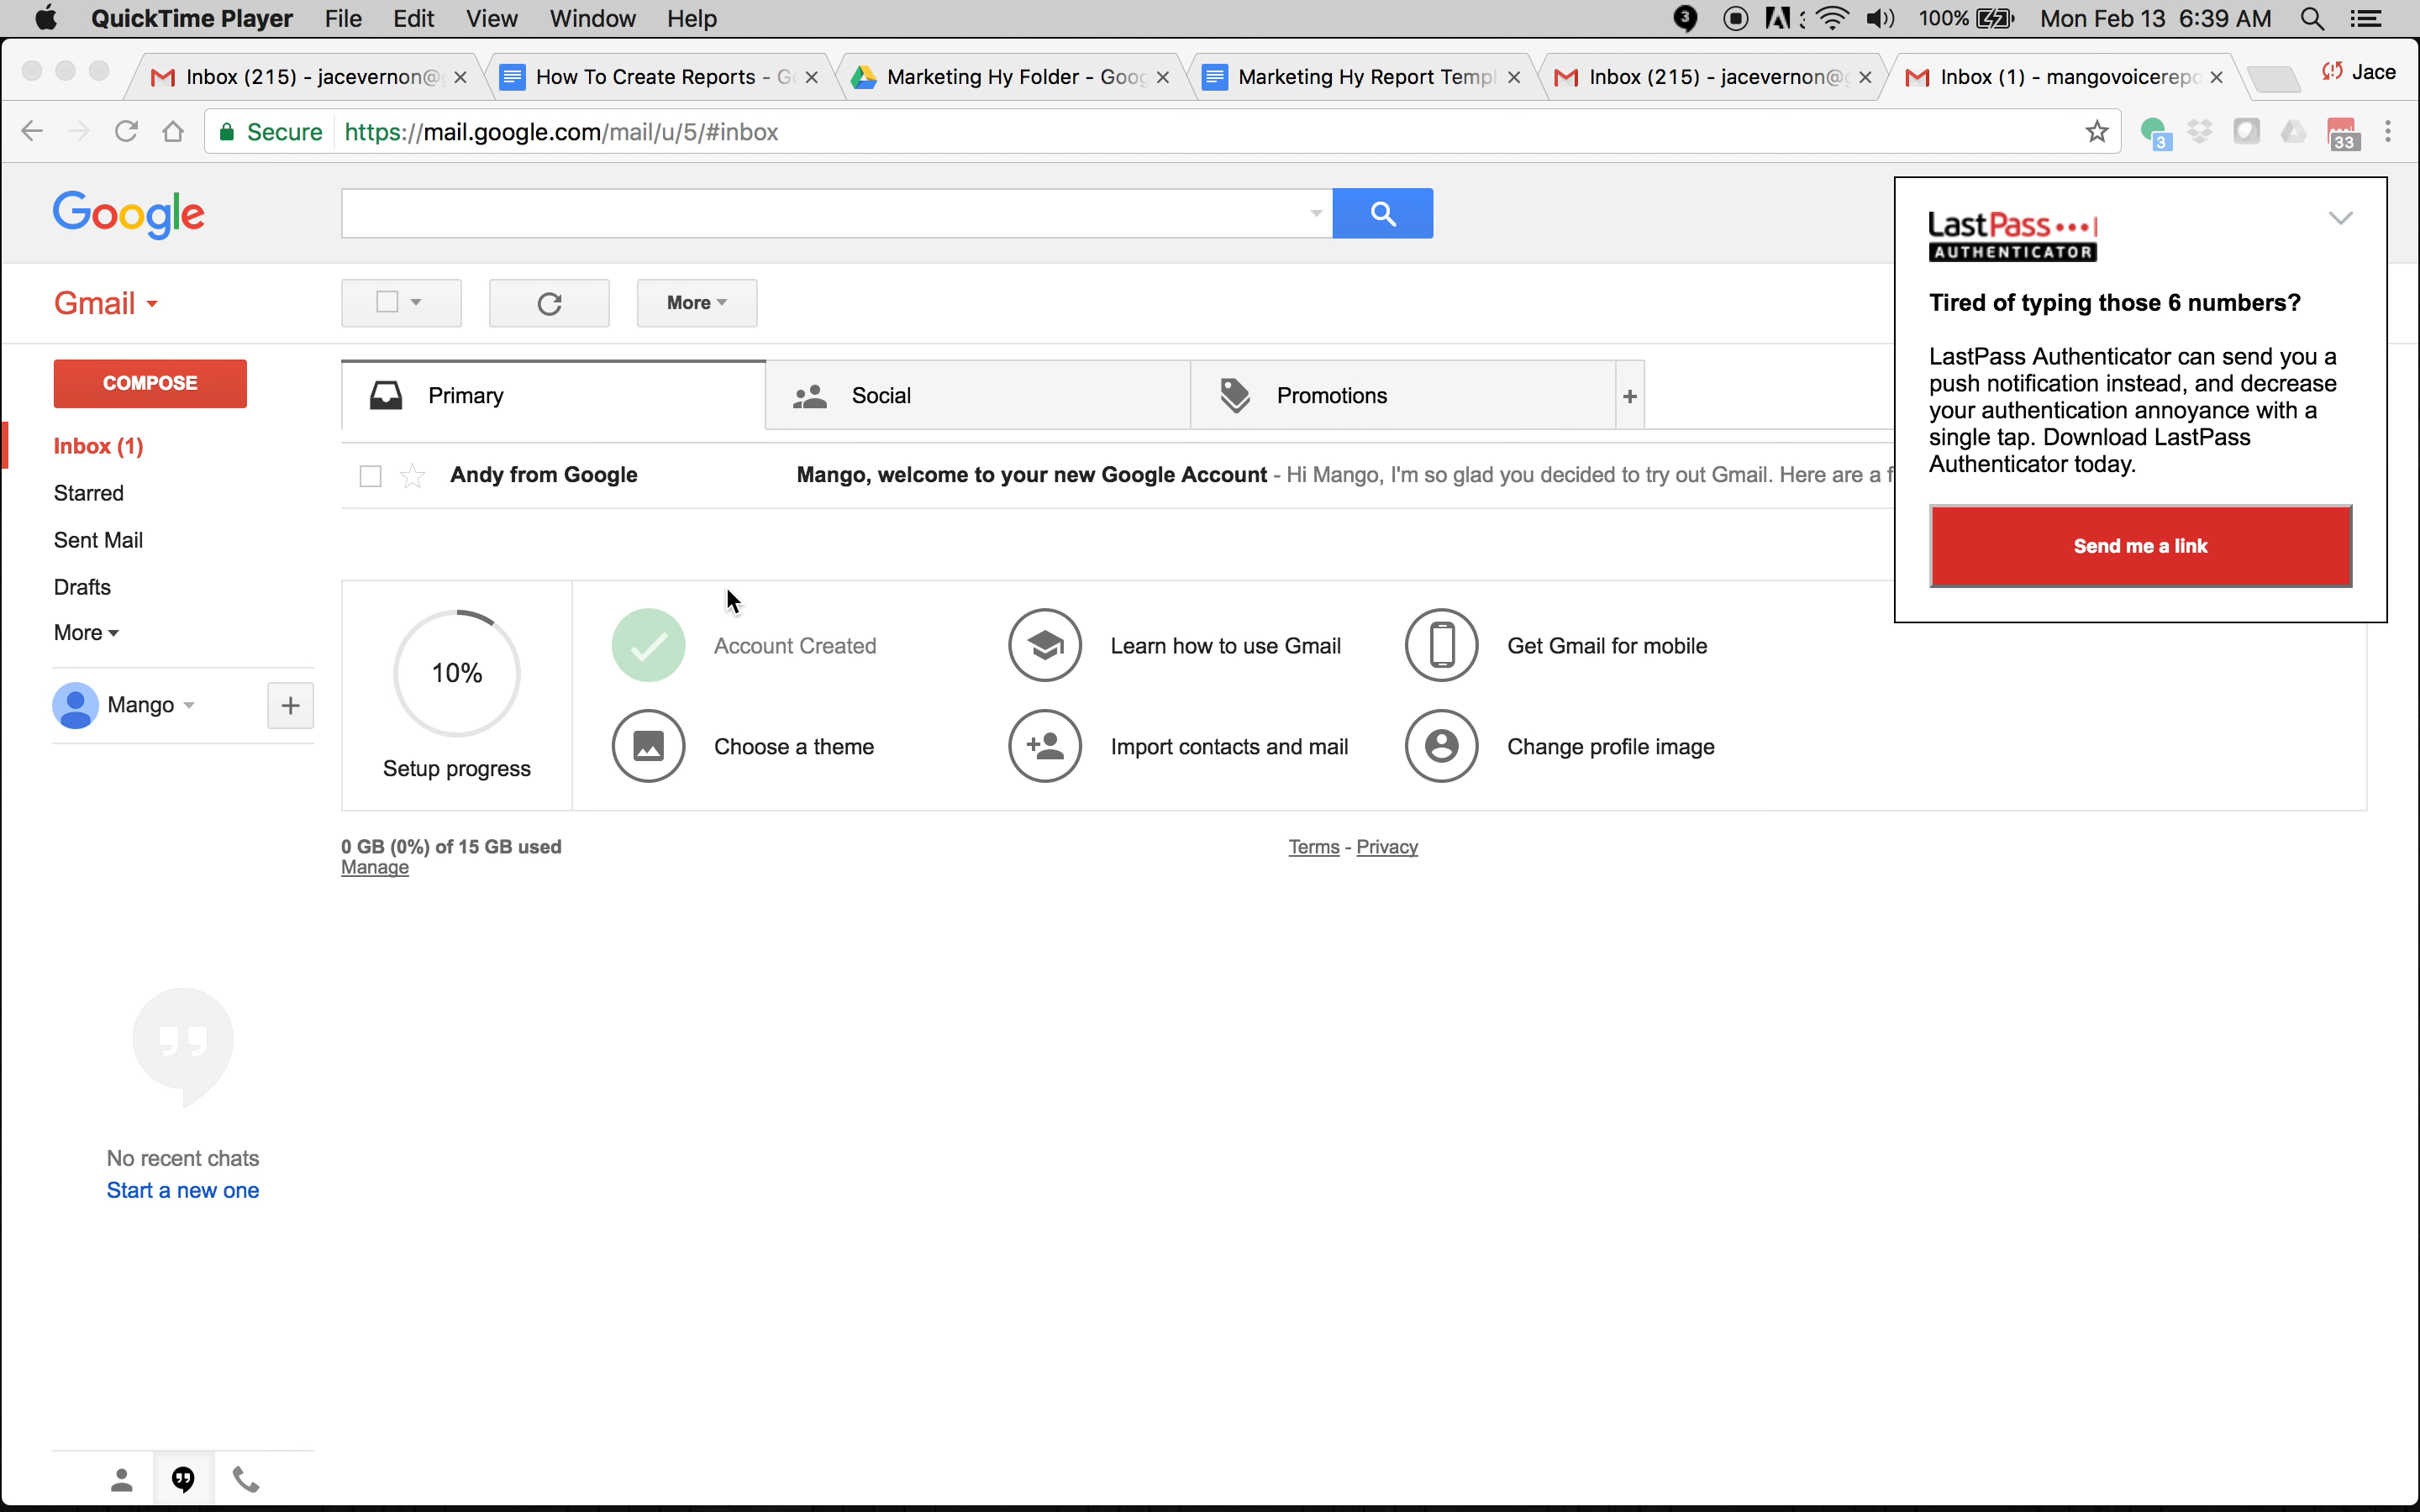 QuickTime Player File Edit View Window Help 3 100% Mon Feb 13 6:39 AM
Inbox (215) - jacevernon@ How To Create Reports - G Marketing Hy Folder - Goog Marketing Hy Report Templ Inbox (215) - jacevernon@ Inbox (1) - mangovoicerepo Jace
Secure https://mail.google.com/mail/u/5/#inbox 3 33
Google
Gmail
More
COMPOSE
Inbox (1)
Starred
Sent Mail
Drafts
More
Mango
Primary Social Promotions +
Andy from Google Mango, welcome to your new Google Account - Hi Mango, I'm so glad you decided to try out Gmail. Here are a f
LastPass
AUTHENTICATOR
Tired of typing those 6 numbers?
LastPass Authenticator can send you a
push notification instead, and decrease
your authentication annoyance with a
single tap. Download LastPass
Authenticator today.
Send me a link
10%
Setup progress
Account Created Learn how to use Gmail Get Gmail for mobile
Choose a theme Import contacts and mail Change profile image
0 GB (0%) of 15 GB used
Manage
Terms - Privacy
No recent chats
Start a new one